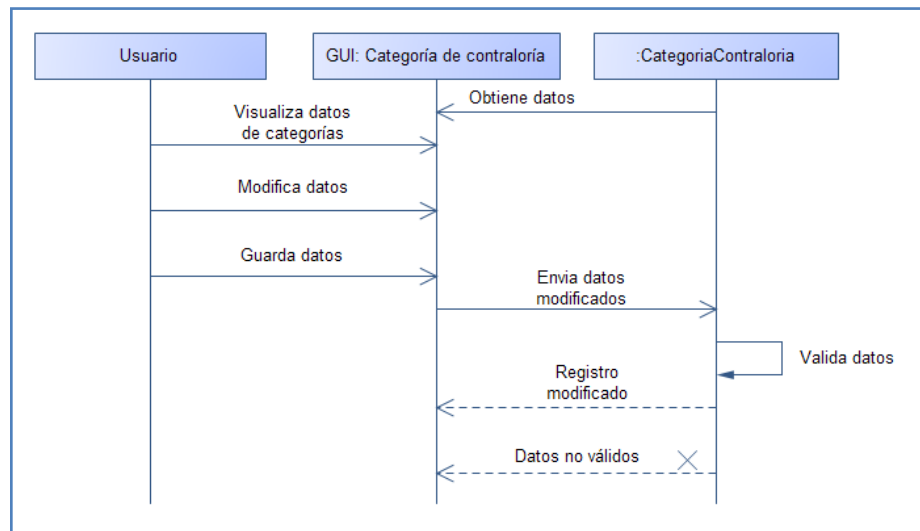 Usuario
GUI: Categoría de contraloría
:CategoriaContraloria
Obtiene datos
Visualiza datos
de categorías
Modifica datos
Guarda datos
Envia datos
modificados
Valida datos
Registro
modificado
Datos no válidos